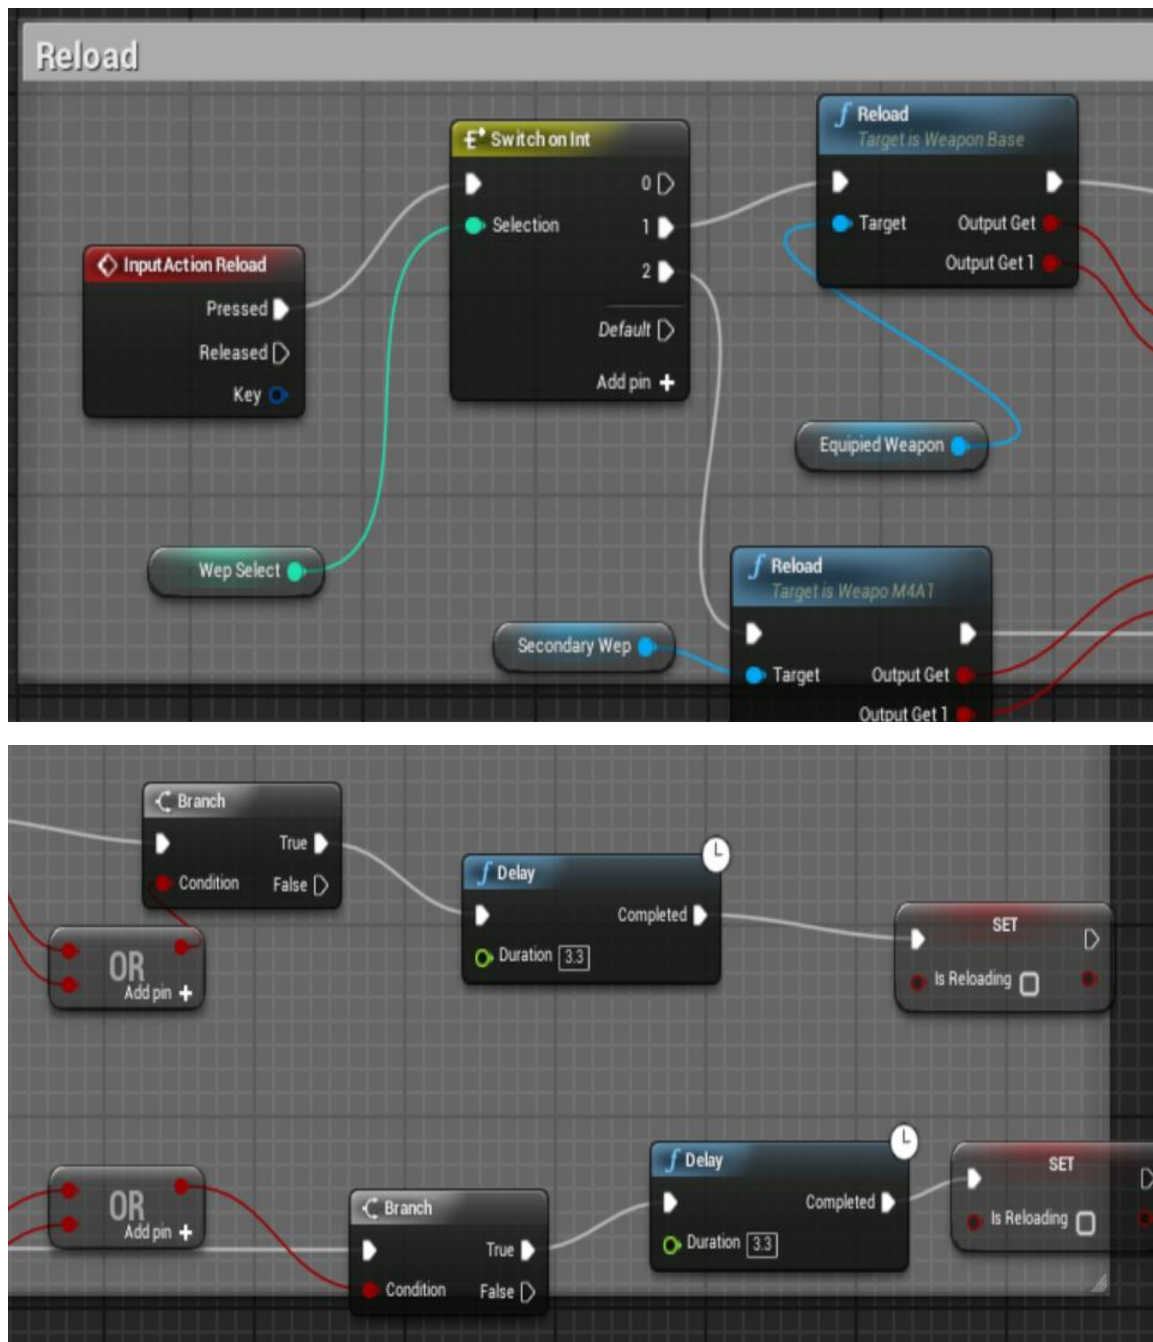 Reload
Switch on Int
0
Selection
1
2
Default
Add pin +
InputAction Reload
Pressed
Released
Key
Reload
Target is Weapon Base
Target
Output Get
Output Get 1
Equipied Weapon
Wep Select
Secondary Wep
Reload
Target is Weapo M4A1
Target
Output Get
Output Get 1
Branch
True
Condition
False
OR
Add pin +
Delay
Completed
Duration 3.3
SET
Is Reloading
OR
Add pin +
Branch
True
Condition
False
Delay
Completed
Duration 3.3
SET
Is Reloading